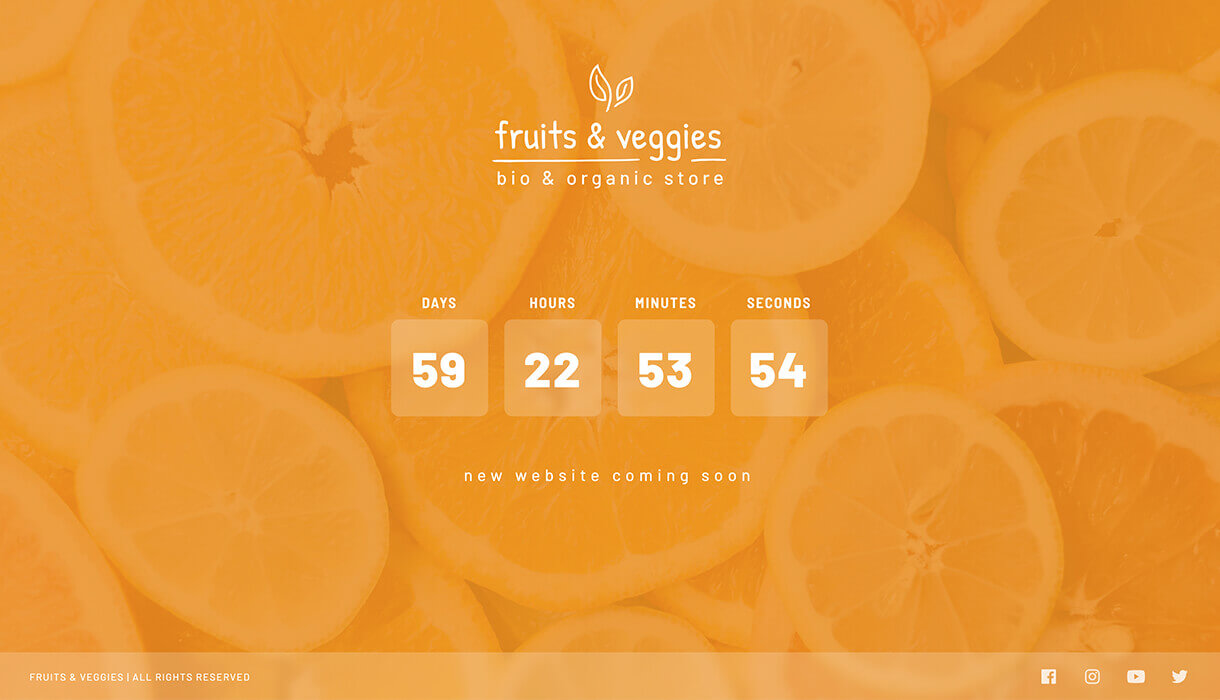 fruits & veggies
bio & organic store
DAYS HOURS MINUTES SECONDS
59 22 53 54
new website coming soon
FRUITS & VEGGIES | ALL RIGHTS RESERVED